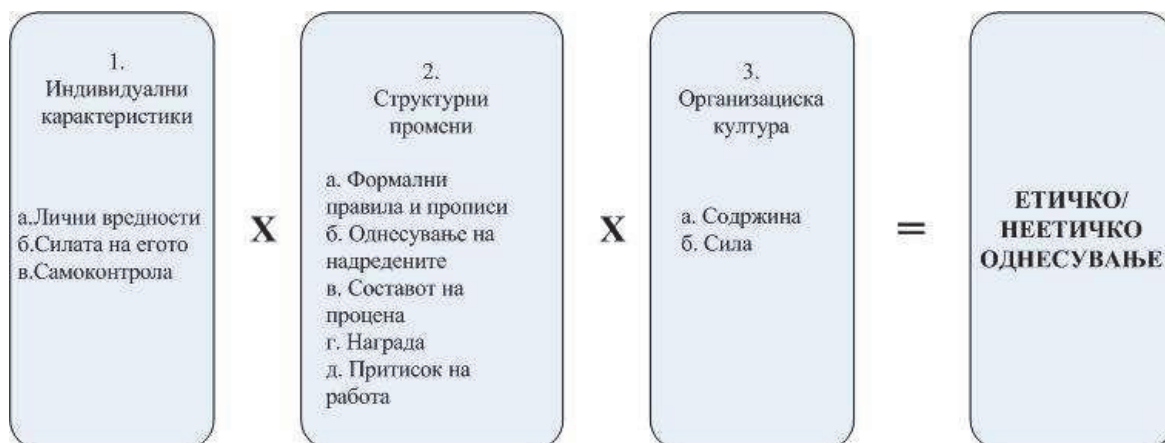 1.
Индивидуални
карактеристики
а.Лични вредности
б.Силата на егото
в.Самоконтрола
X
2.
Структурни
промени
а. Формални
правила и прописи
б. Однесување на
надредените
в. Составот на
процена
г. Награда
д. Притисок на
работа
X
3.
Организациска
култура
а. Содржина
б. Сила
=
ЕТИЧКО/
НЕЕТИЧКО
ОДНЕСУВАЊЕ